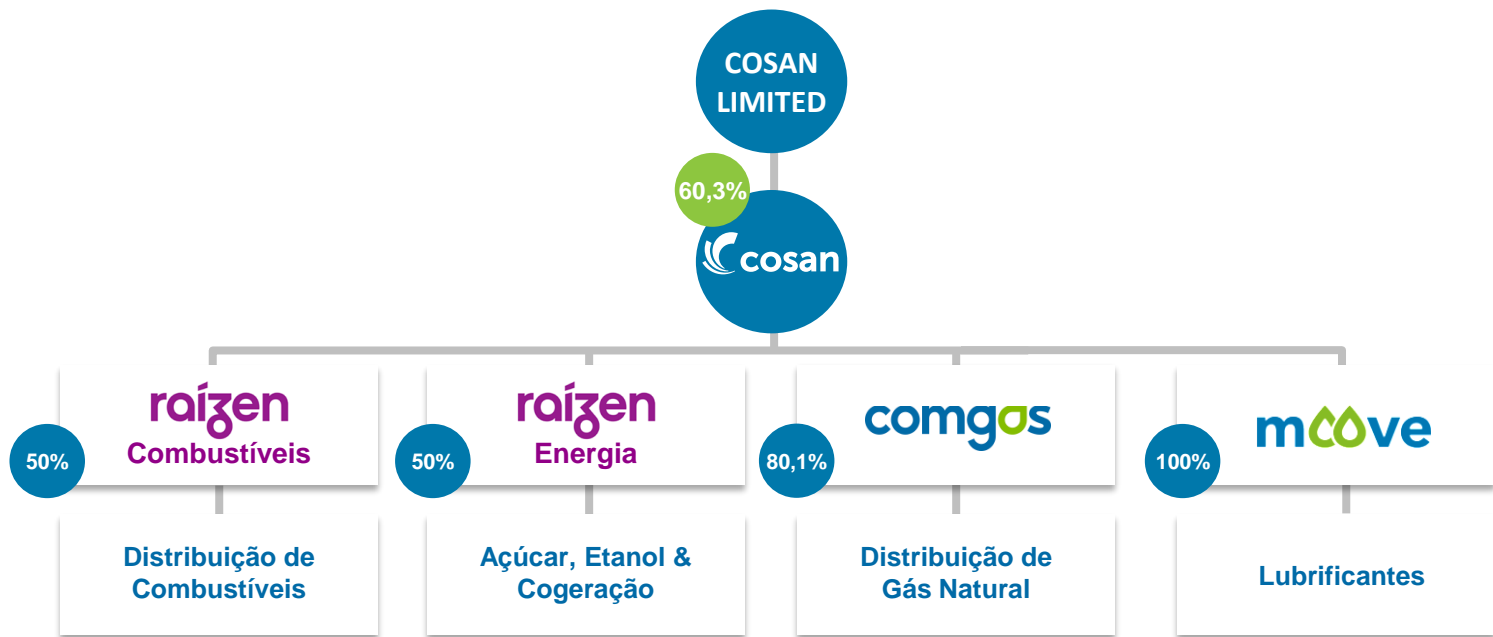 COSAN
LIMITED
60,3%
cosan
raízen
Combustíveis
50%
raízen
Energia
50%
comgas
80,1%
moove
100%
Distribuição de
Combustíveis
Açúcar, Etanol &
Cogeração
Distribuição de
Gás Natural
Lubrificantes